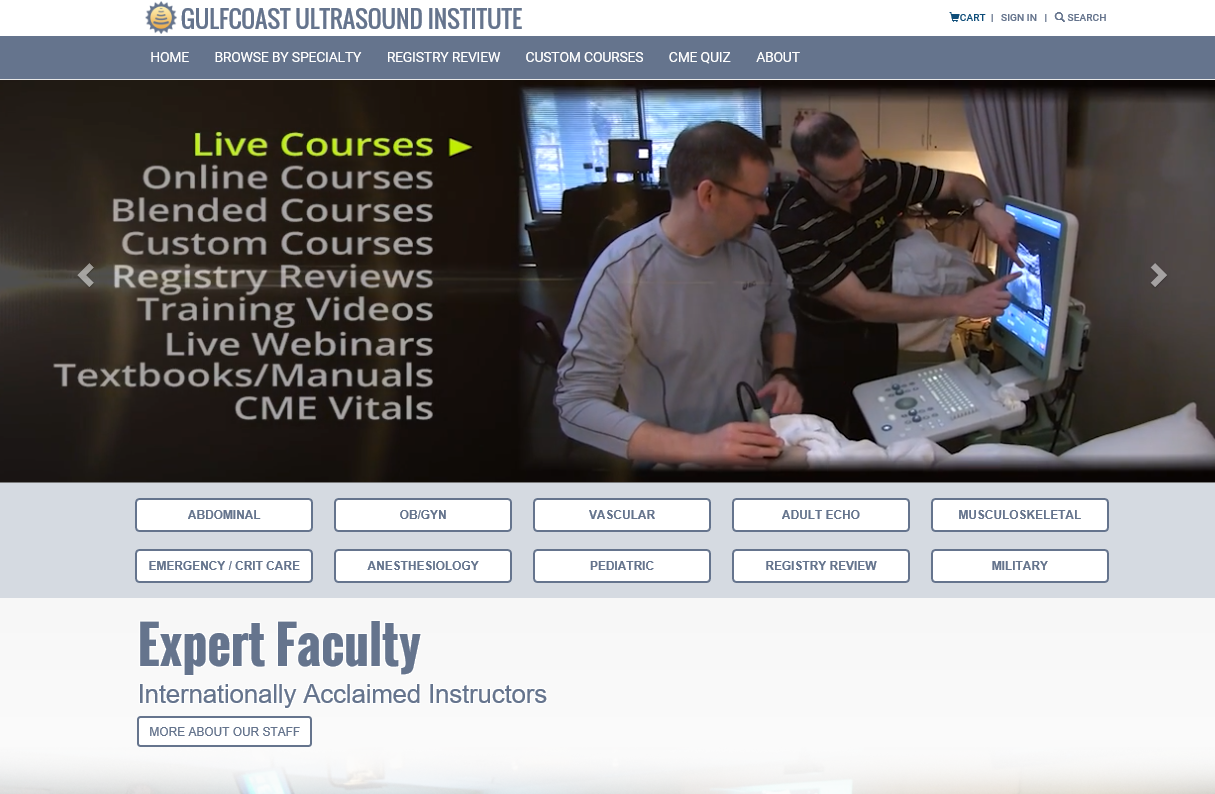 GULFCOAST ULTRASOUND INSTITUTE
CART | SIGN IN | SEARCH
HOME BROWSE BY SPECIALTY REGISTRY REVIEW CUSTOM COURSES CME QUIZ ABOUT
Live Courses ►
Online Courses
Blended Courses
Custom Courses
Registry Reviews
Training Videos
Live Webinars
Textbooks/Manuals
CME Vitals
ABDOMINAL OB/GYN VASCULAR ADULT ECHO MUSCULOSKELETAL
EMERGENCY / CRIT CARE ANESTHESIOLOGY PEDIATRIC REGISTRY REVIEW MILITARY
Expert Faculty
Internationally Acclaimed Instructors
MORE ABOUT OUR STAFF